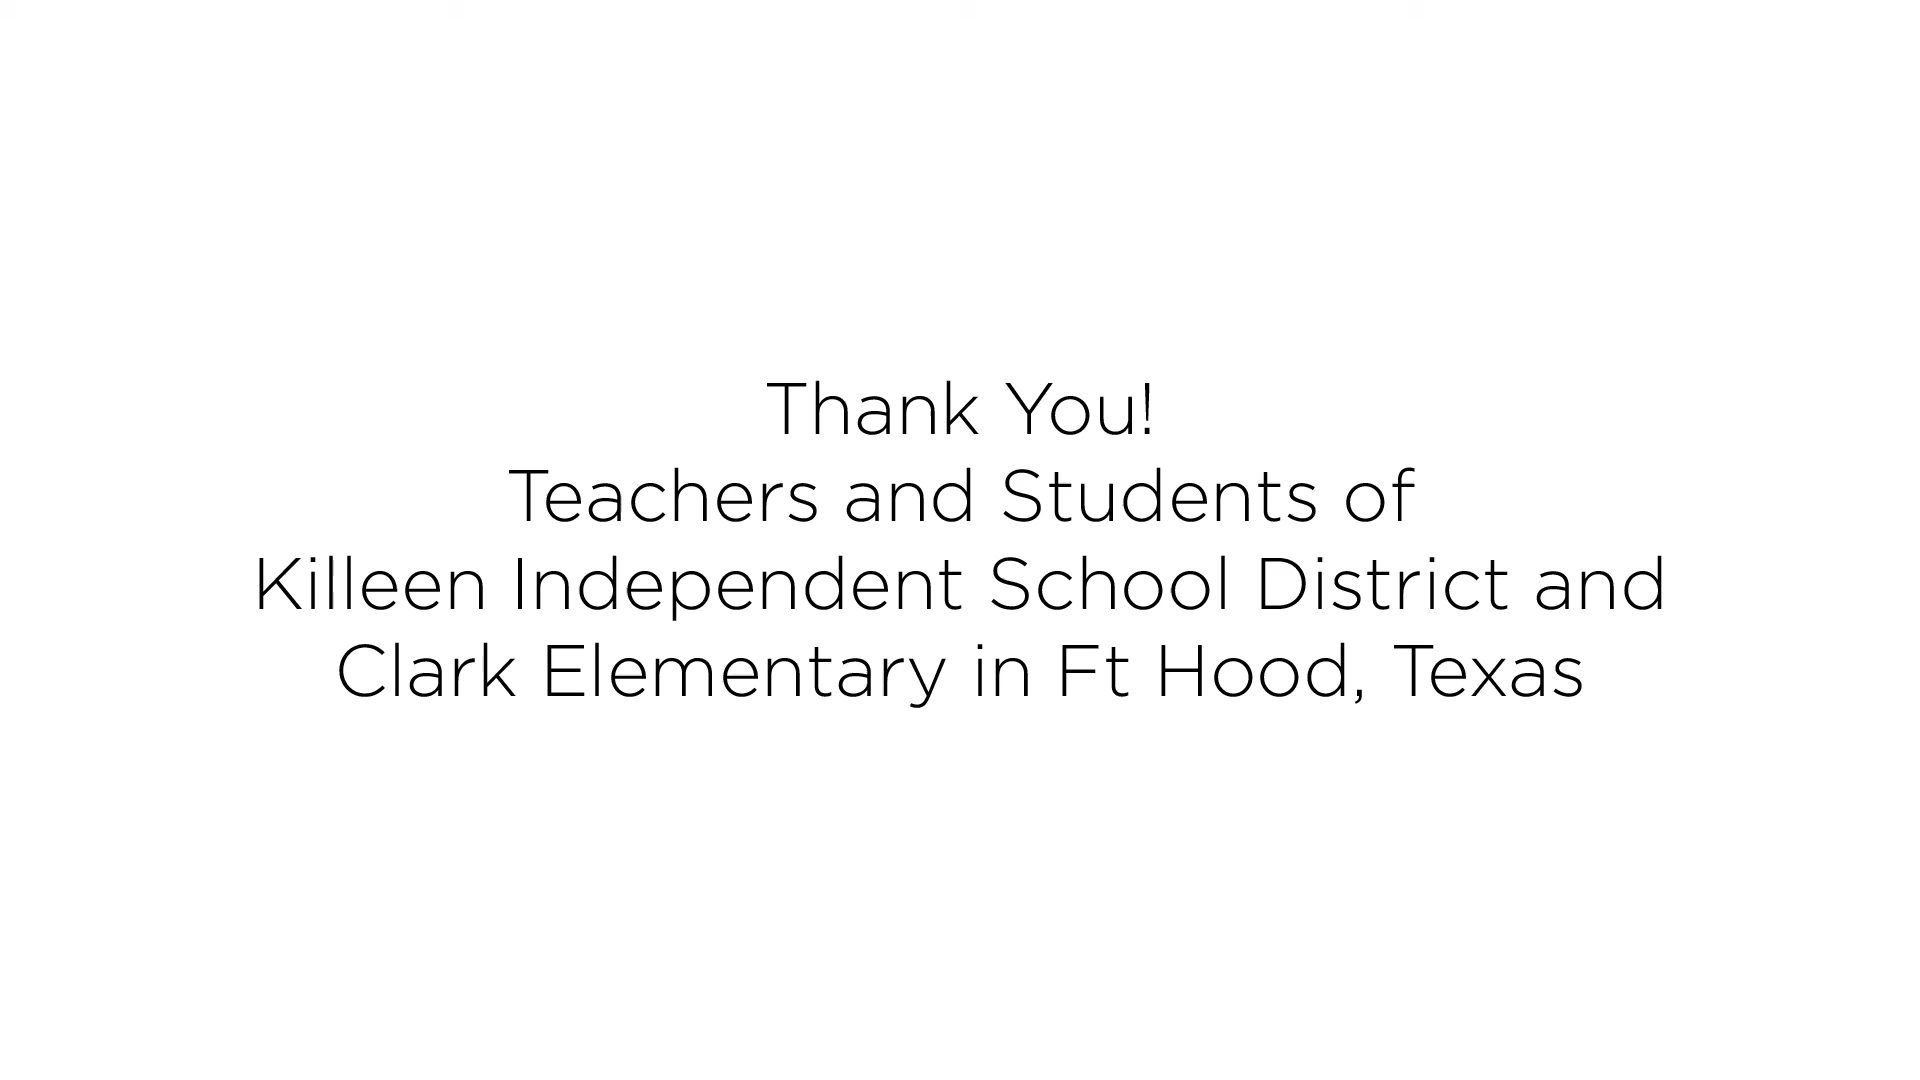 Thank You!
Teachers and Students of
Killeen Independent School District and
Clark Elementary in Ft Hood, Texas